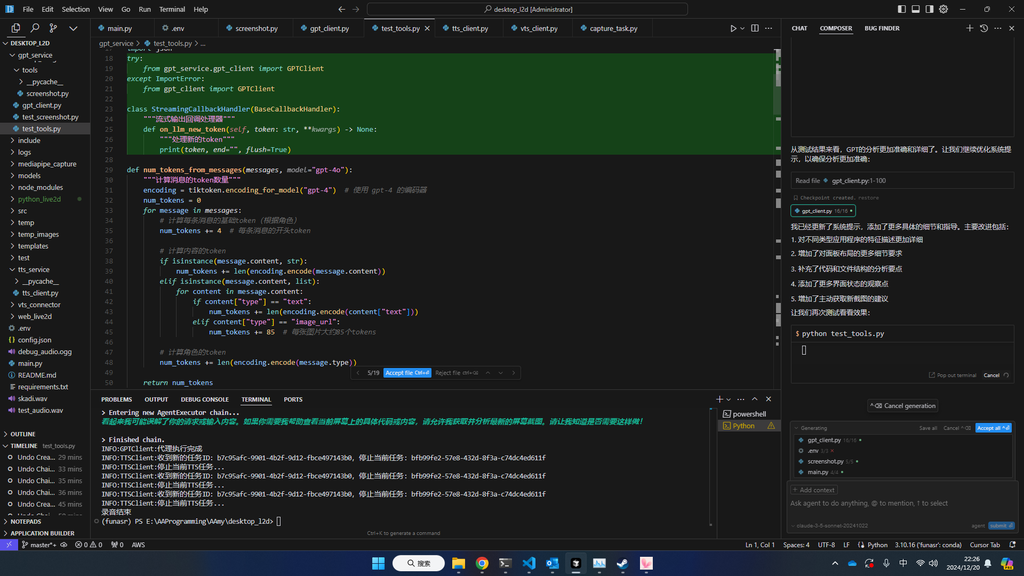 File Edit Selection View Go Run Terminal Help
desktop_l2d [Administrator]
DESKTOP_L2D
gpt_service
tools
__pycache__
screenshot.py
gpt_client.py
test_screenshot.py
test_tools.py
include
logs
mediapipe_capture
models
node_modules
python_live2d
src
temp
temp_images
templates
test
tts_service
__pycache__
tts_client.py
vts_connector
web_live2d
.env
config.json
debug_audio.ogg
main.py
README.md
requirements.txt
skadi.wav
test_audio.wav
OUTLINE
TIMELINE test_tools.py
Undo Crea... 29 mins
Undo Chai... 33 mins
Undo Chai... 35 mins
Undo Chai... 36 mins
Undo Creat... 45 mins
NOTEPADS
APPLICATION BUILDER
main.py
.env
screenshot.py
gpt_client.py
test_tools.py
tts_client.py
vts_client.py
capture_task.py
gpt_service > test_tools.py > ...
17 import json
18 try:
19 from gpt_service.gpt_client import GPTClient
20 except ImportError:
21 from gpt_client import GPTClient
22
23 class StreamingCallbackHandler(BaseCallbackHandler):
24 """流式输出回调处理器"""
25 def on_llm_new_token(self, token: str, **kwargs) -> None:
26 """处理新的token"""
27 print(token, end="", flush=True)
28
29 def num_tokens_from_messages(messages, model="gpt-4o"):
30 """计算消息的token数量"""
31 encoding = tiktoken.encoding_for_model("gpt-4") # 使用 gpt-4 的编码器
32 num_tokens = 0
33 for message in messages:
34 # 计算每条消息的基础token（根据角色）
35 num_tokens += 4 # 每条消息的开头token
36
37 # 计算内容的token
38 if isinstance(message.content, str):
39 num_tokens += len(encoding.encode(message.content))
40 elif isinstance(message.content, list):
41 for content in message.content:
42 if content["type"] == "text":
43 num_tokens += len(encoding.encode(content["text"]))
44 elif content["type"] == "image_url":
45 num_tokens += 85 # 每张图片大约85个tokens
46
47 # 计算角色的token
48 num_tokens += len(encoding.encode(message.type))
49
50 return num_tokens
5/19 Accept file Ctrl+⏎ Reject file
PROBLEMS OUTPUT DEBUG CONSOLE TERMINAL PORTS
> Entering new AgentExecutor chain...
看起来我可能误解了你的请求或输入内容。如果你需要我帮助查看当前屏幕上的具体代码或内容，请允许我获取并分析最新的屏幕截图。请让我知道是否需要这样做！
> Finished chain.
INFO:GPTClient:代理执行完成
INFO:TTSClient:收到新的任务ID: b7c95afc-9901-4b2f-9d12-fbce497143b0, 停止当前任务: bfb99fe2-57e8-432d-8f3a-c74dc4ed611f
INFO:TTSClient:停止当前TTS任务...
INFO:TTSClient:收到新的任务ID: b7c95afc-9901-4b2f-9d12-fbce497143b0, 停止当前任务: bfb99fe2-57e8-432d-8f3a-c74dc4ed611f
INFO:TTSClient:停止当前TTS任务...
INFO:TTSClient:收到新的任务ID: b7c95afc-9901-4b2f-9d12-fbce497143b0, 停止当前任务: bfb99fe2-57e8-432d-8f3a-c74dc4ed611f
INFO:TTSClient:停止当前TTS任务...
录音结束
(funasr) PS E:\AAProgramming\AAmy\desktop_l2d>
Ctrl+K to generate a command
powershell
Python
CHAT COMPOSER BUG FINDER
从测试结果来看，GPT的分析更加准确和详细了。让我们继续优化系统提示，以确保分析更加准确:
Read file gpt_client.py:1-100
Checkpoint created. restore
gpt_client.py 16/16
我已经更新了系统提示，添加了更多具体的细节和指导。主要改进包括:
1. 对不同类型应用程序的特征描述更加详细
2. 增加了对面板布局的更多细节要求
3. 补充了代码和文件结构的分析要点
4. 添加了更多界面状态的观察点
5. 增加了主动获取新截图的建议
让我们再次测试看看效果:
$ python test_tools.py
Pop out terminal Cancel
Cancel generation
Generating Save all Cancel Accept all
gpt_client.py 16/16
.env 3/3
screenshot.py 6/6
main.py 4/4
+ Add context
Ask agent to do anything, @ to mention, ↑ to select
claude-3-5-sonnet-20241022 agent submit
master*+ 0 0 0 AWS
Ln 1, Col 1 Spaces: 4 UTF-8 LF Python 3.10.16 ('funasr': conda) Cursor Tab
搜索
中
22:26
2024/12/20